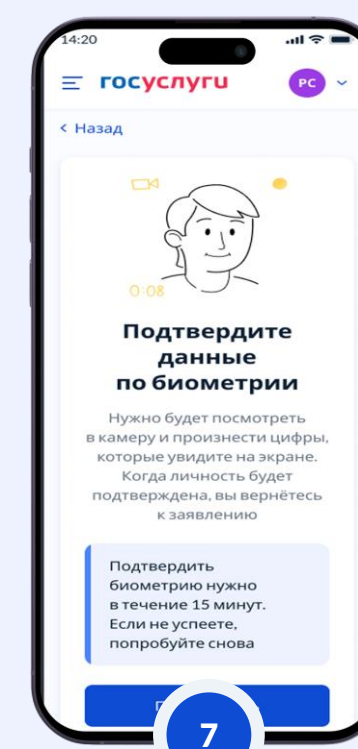 14:20
госуслуги
РС
< Назад
0:08
Подтвердите
данные
по биометрии
Нужно будет посмотреть
в камеру и произнести цифры,
которые увидите на экране.
Когда личность будет
подтверждена, вы вернётесь
к заявлению
Подтвердить
биометрию нужно
в течение 15 минут.
Если не успеете,
попробуйте снова
7